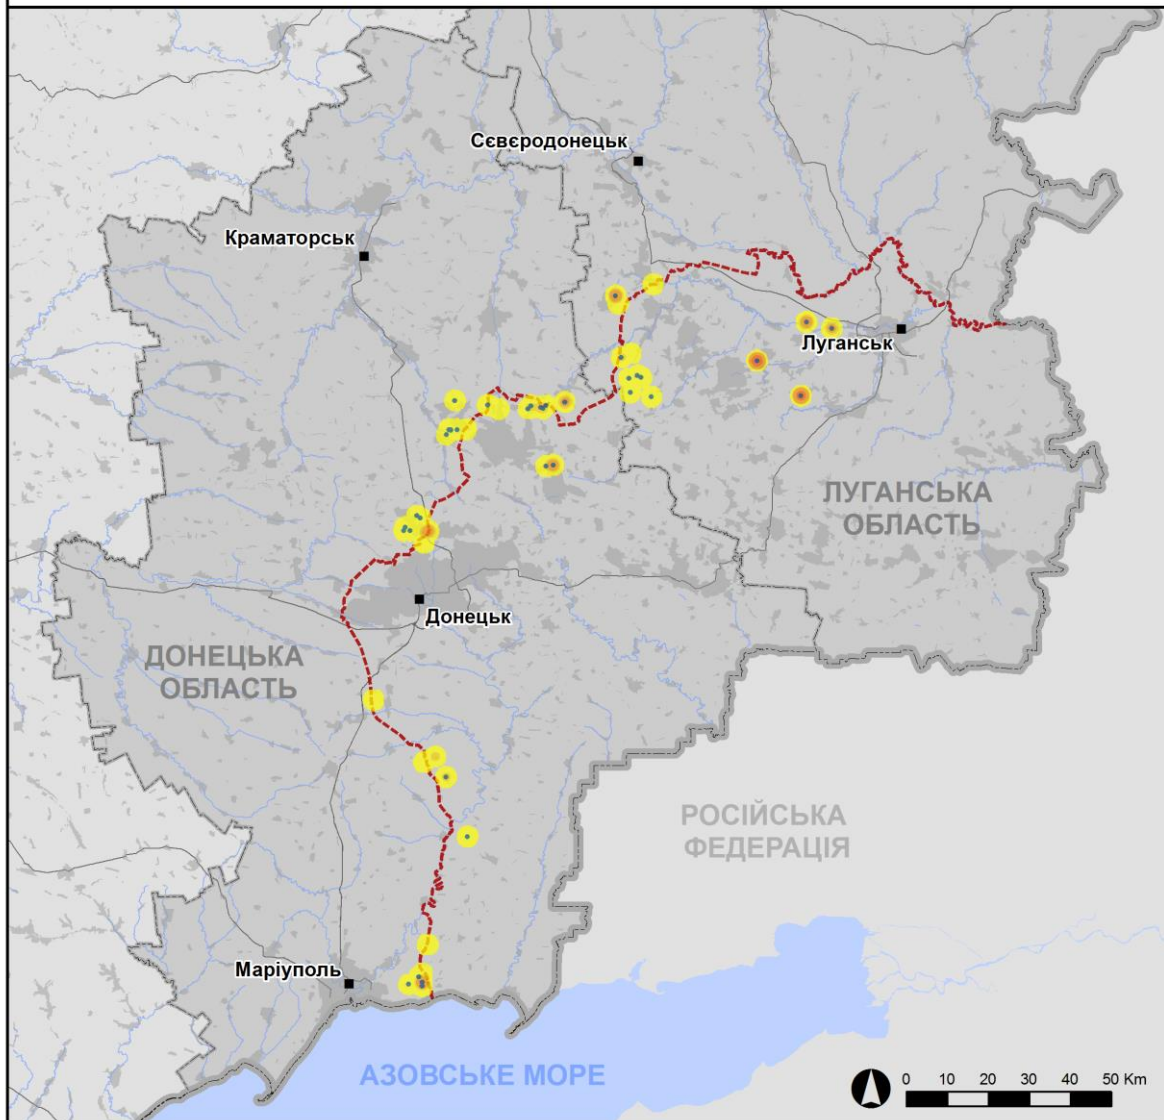 Сєвєродонецьк
Краматорськ
Луганськ
ЛУГАНСЬКА
ОБЛАСТЬ
Донецьк
ДОНЕЦЬКА
ОБЛАСТЬ
РОСІЙСЬКА
ФЕДЕРАЦІЯ
Маріуполь
АЗОВСЬКЕ МОРЕ
0 10 20 30 40 50 Km